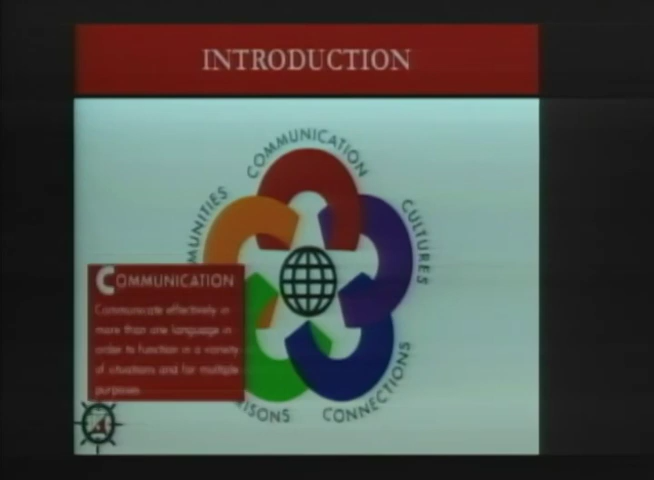 INTRODUCTION
COMMUNICATION
CULTURES
MUNITIES
COMMUNICATION
Communicate effectively in
more than one language in
order to function in a variety
of situations and for multiple
purposes
ISONS
CONNECTIONS